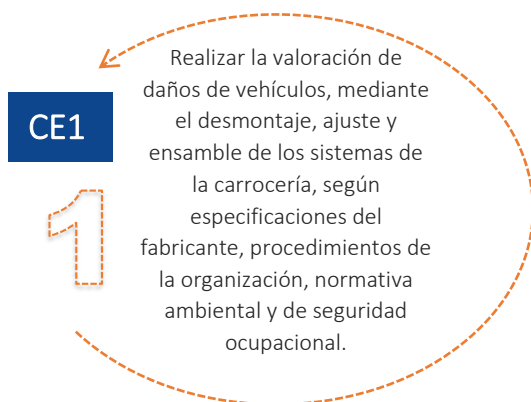 CE1
1
Realizar la valoración de
daños de vehículos, mediante
el desmontaje, ajuste y
ensamble de los sistemas de
la carrocería, según
especificaciones del
fabricante, procedimientos de
la organización, normativa
ambiental y de seguridad
ocupacional.